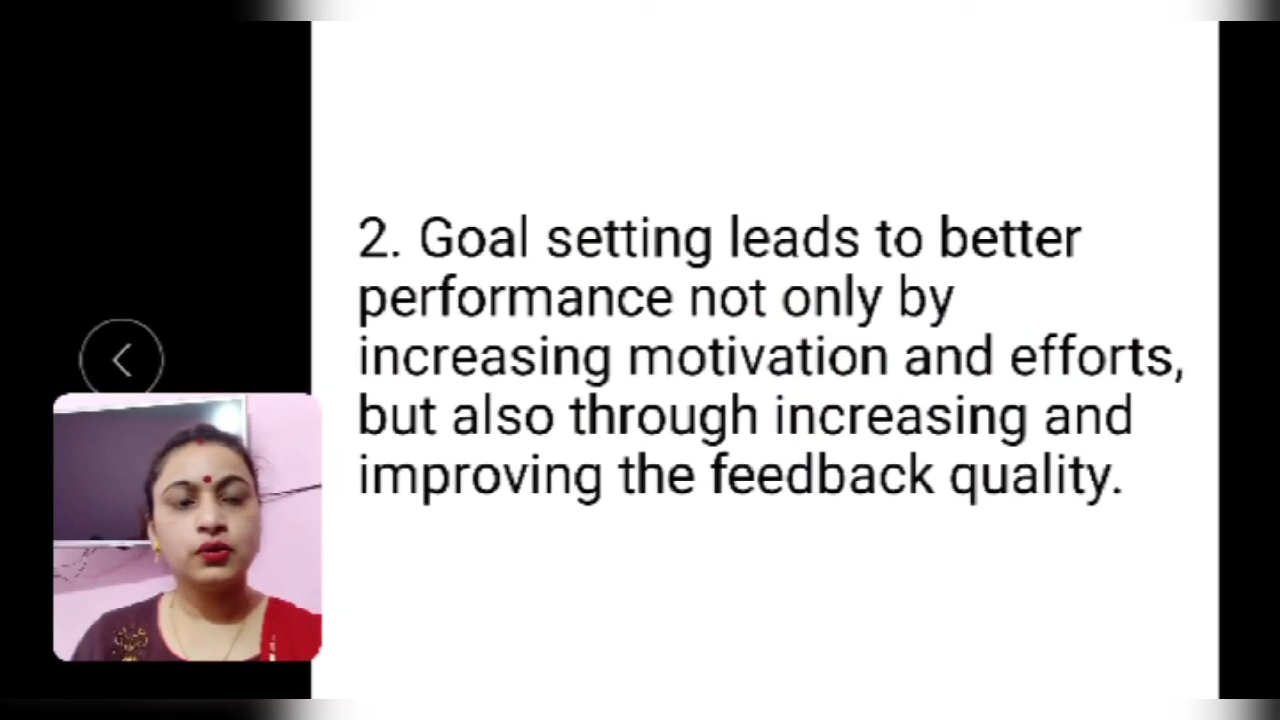 2. Goal setting leads to better
performance not only by
increasing motivation and efforts,
but also through increasing and
improving the feedback quality.